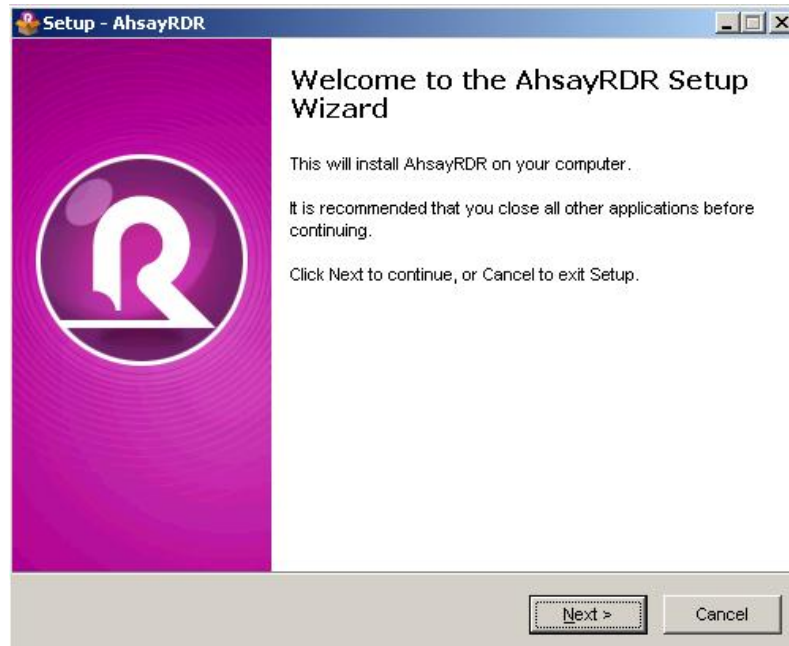 Setup - AhsayRDR
Welcome to the AhsayRDR Setup
Wizard
This will install AhsayRDR on your computer.
It is recommended that you close all other applications before
continuing.
Click Next to continue, or Cancel to exit Setup.
R
Next >
Cancel